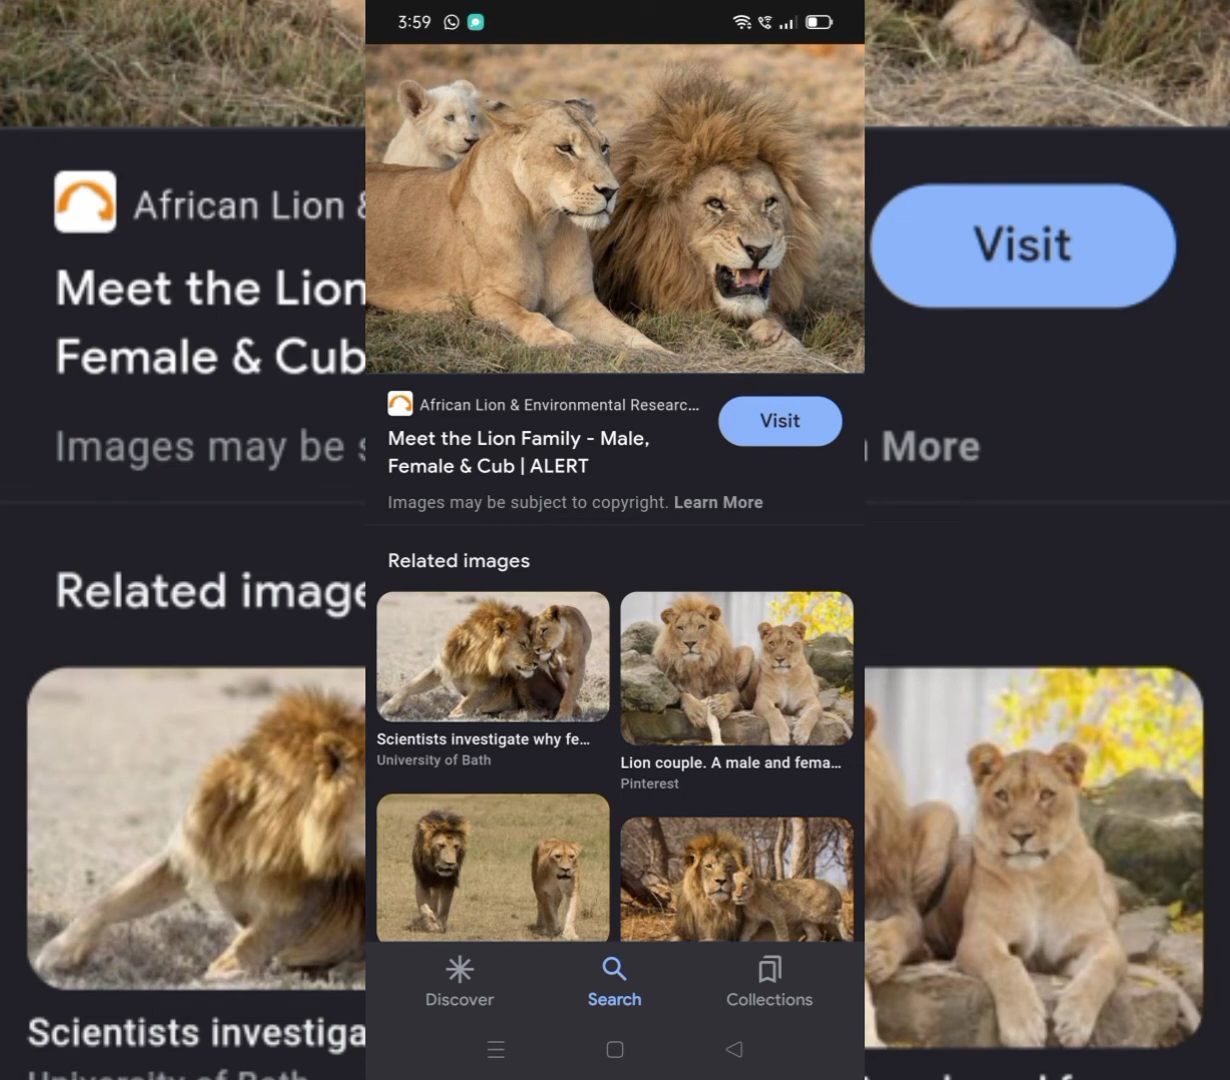 3:59
African Lion & Environmental Researc...
Visit
Meet the Lion Family - Male,
Female & Cub | ALERT
Images may be subject to copyright. Learn More
Related images
Scientists investigate why fe...
University of Bath
Lion couple. A male and fema...
Pinterest
Discover
Search
Collections
African Lion &
Visit
Meet the Lion
Female & Cub
Images may be s
More
Related image
Scientists investiga
University of Bath